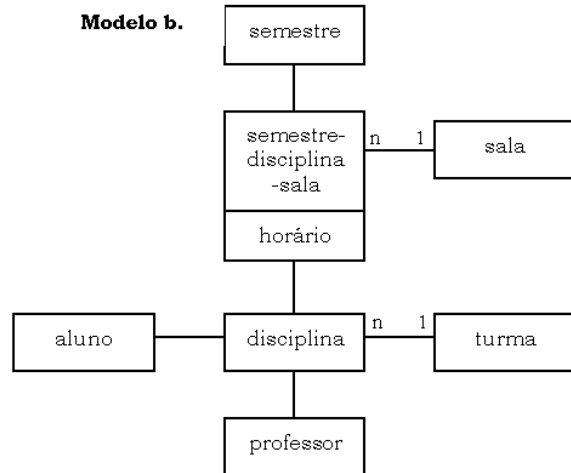 Modelo b.
semestre
semestre-
disciplina
-sala
n 1
sala
horário
aluno
disciplina
n 1
turma
professor